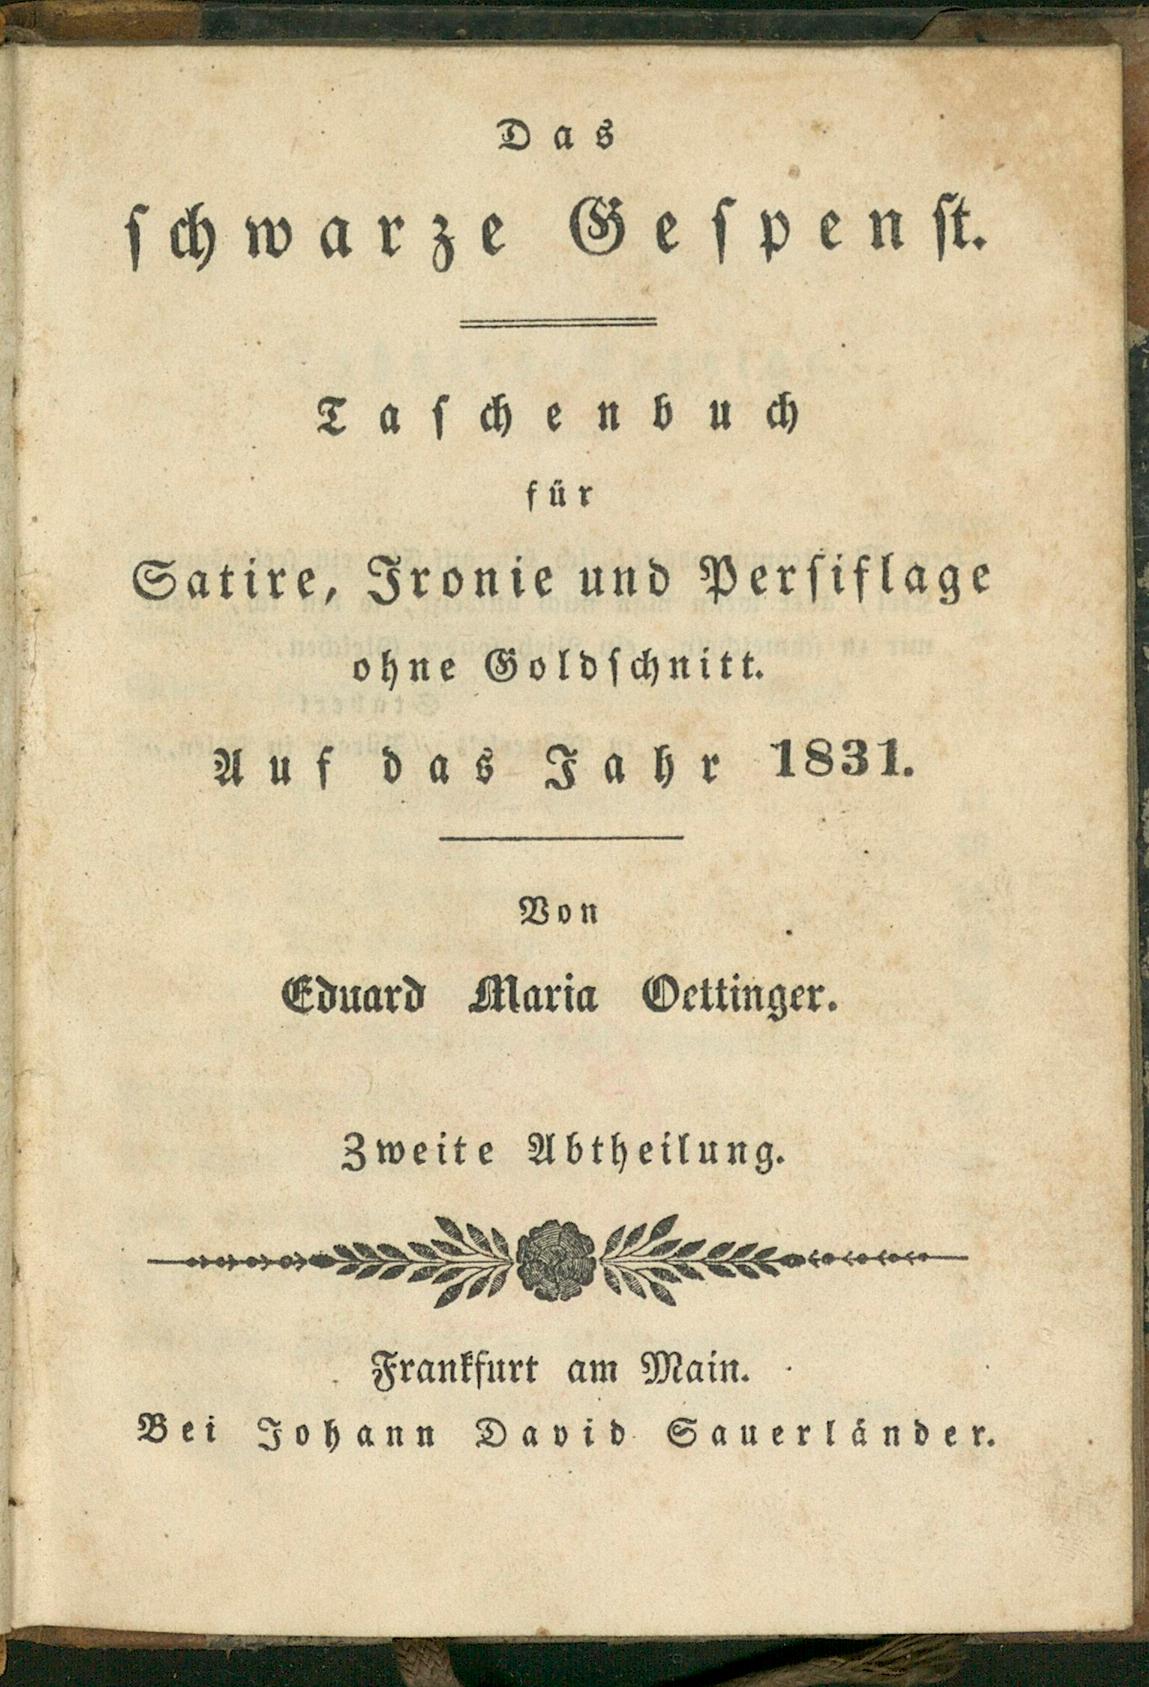 Das
ſchwarze Geſpenſt.
Taſchenbuch
für
Satire, Ironie und Perſiflage
ohne Goldſchnitt.
Auf das Jahr 1831.
Von
Eduard Maria Oettinger.
Zweite Abtheilung.
Frankfurt am Main.
Bei Johann David Sauerländer.